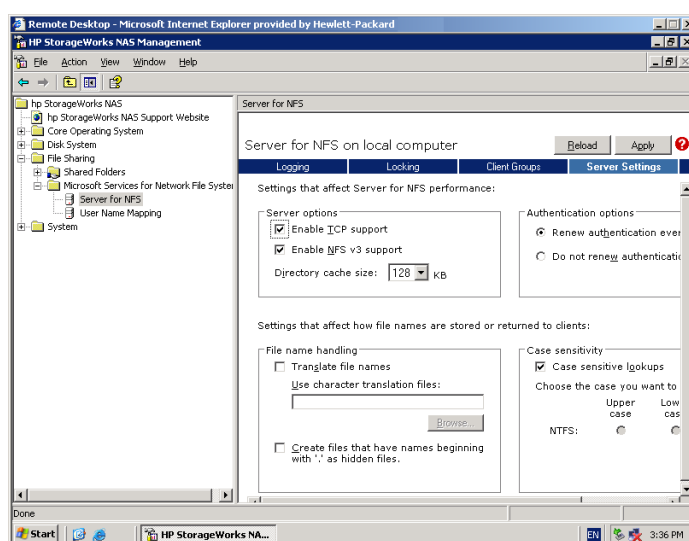 Remote Desktop - Microsoft Internet Explorer provided by Hewlett-Packard
HP StorageWorks NAS Management
File Action View Window Help
hp StorageWorks NAS
hp StorageWorks NAS Support Website
Core Operating System
Disk System
File Sharing
Shared Folders
Microsoft Services for Network File System
Server for NFS
User Name Mapping
System
Server for NFS
Server for NFS on local computer
Reload Apply ?
Logging Locking Client Groups Server Settings
Settings that affect Server for NFS performance:
Server options
Enable TCP support
Enable NFS v3 support
Directory cache size: 128 KB
Authentication options
Renew authentication ever
Do not renew authenticatic
Settings that affect how file names are stored or returned to clients:
File name handling
Translate file names
Use character translation files:
Browse...
Create files that have names beginning
with '.' as hidden files.
Case sensitivity
Case sensitive lookups
Choose the case you want to
Upper Low
case cas
NTFS:
Done
Start HP StorageWorks NA... EN 3:36 PM